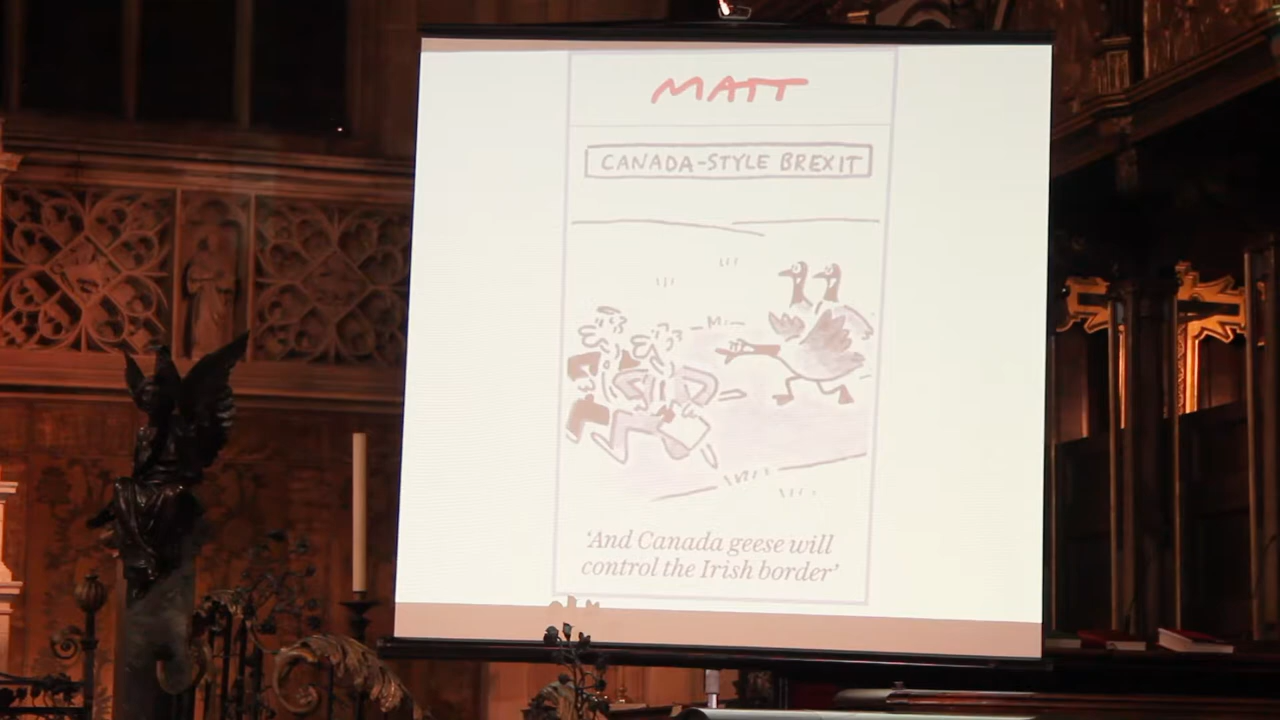 MATT
CANADA-STYLE BREXIT
‘And Canada geese will
control the Irish border’